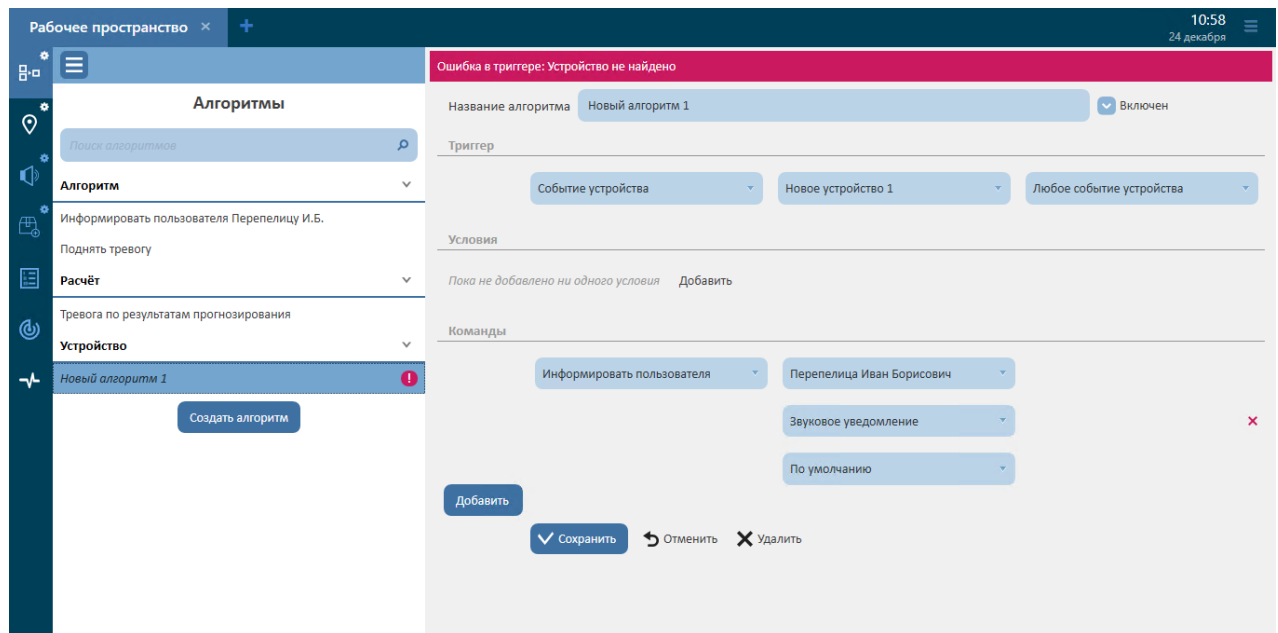 Рабочее пространство
10:58
24 декабря
Алгоритмы
Поиск алгоритмов
Алгоритм
Информировать пользователя Перепелицу И.Б.
Поднять тревогу
Расчёт
Тревога по результатам прогнозирования
Устройство
Новый алгоритм 1
Создать алгоритм
Ошибка в триггере: Устройство не найдено
Название алгоритма Новый алгоритм 1 Включен
Триггер
Событие устройства Новое устройство 1 Любое событие устройства
Условия
Пока не добавлено ни одного условия Добавить
Команды
Информировать пользователя Перепелица Иван Борисович
Звуковое уведомление
По умолчанию
Добавить
Сохранить Отменить Удалить